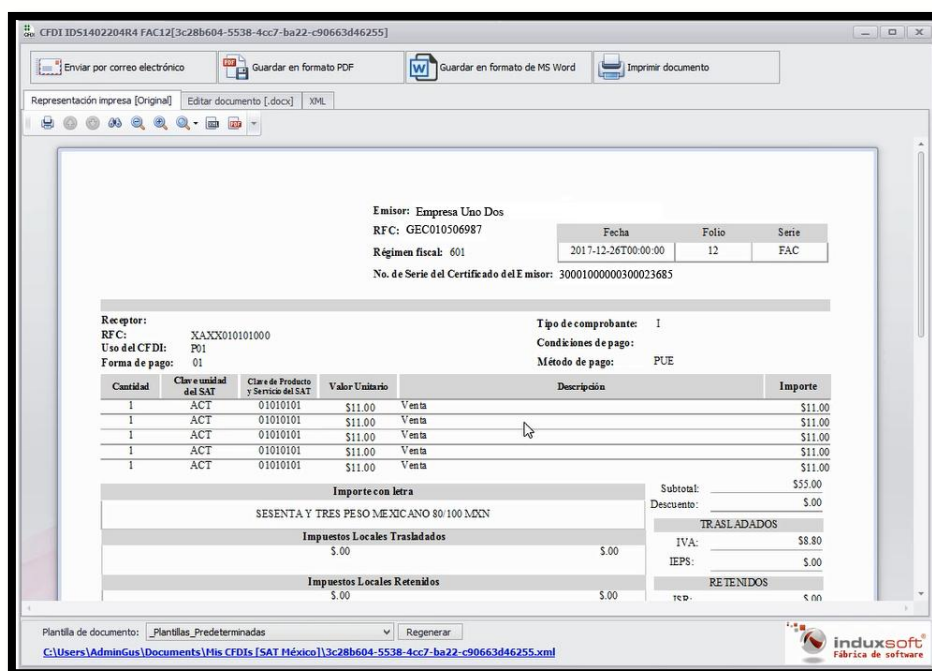 CFDI IDS1402204R4 FAC12[3c28b604-5538-4cc7-ba22-c90663d46255]
Enviar por correo electrónico Guardar en formato PDF Guardar en formato de MS Word Imprimir documento
Representación impresa [Original] Editar documento [.docx] XML
Emisor: Empresa Uno Dos
RFC: GEC010506987
Fecha Folio Serie
Régimen fiscal: 601 2017-12-26T00:00:00 12 FAC
No. de Serie del Certificado del Emisor: 30001000000300023685
Receptor:
RFC: XAXX010101000
Uso del CFDI: P01
Forma de pago: 01
Tipo de comprobante: I
Condiciones de pago:
Método de pago: PUE
Cantidad Clave unidad del SAT Clave de Producto y Servicio del SAT Valor Unitario Descripción Importe
1 ACT 01010101 $11.00 Venta $11.00
1 ACT 01010101 $11.00 Venta $11.00
1 ACT 01010101 $11.00 Venta $11.00
1 ACT 01010101 $11.00 Venta $11.00
1 ACT 01010101 $11.00 Venta $11.00
Importe con letra
SESENTA Y TRES PESO MEXICANO 80/100 MXN
Impuestos Locales Trasladados
$.00 $.00
Impuestos Locales Retenidos
$.00 $.00
Subtotal: $55.00
Descuento: $.00
TRASLADADOS
IVA: $8.80
IEPS: $.00
RETENIDOS
ISR: $.00
Plantilla de documento: _Plantillas_Predeterminadas Regenerar
C:\Users\AdminGus\Documents\Mis CFDIs [SAT México]\3c28b604-5538-4cc7-ba22-c90663d46255.xml
induxsoft
Fábrica de software